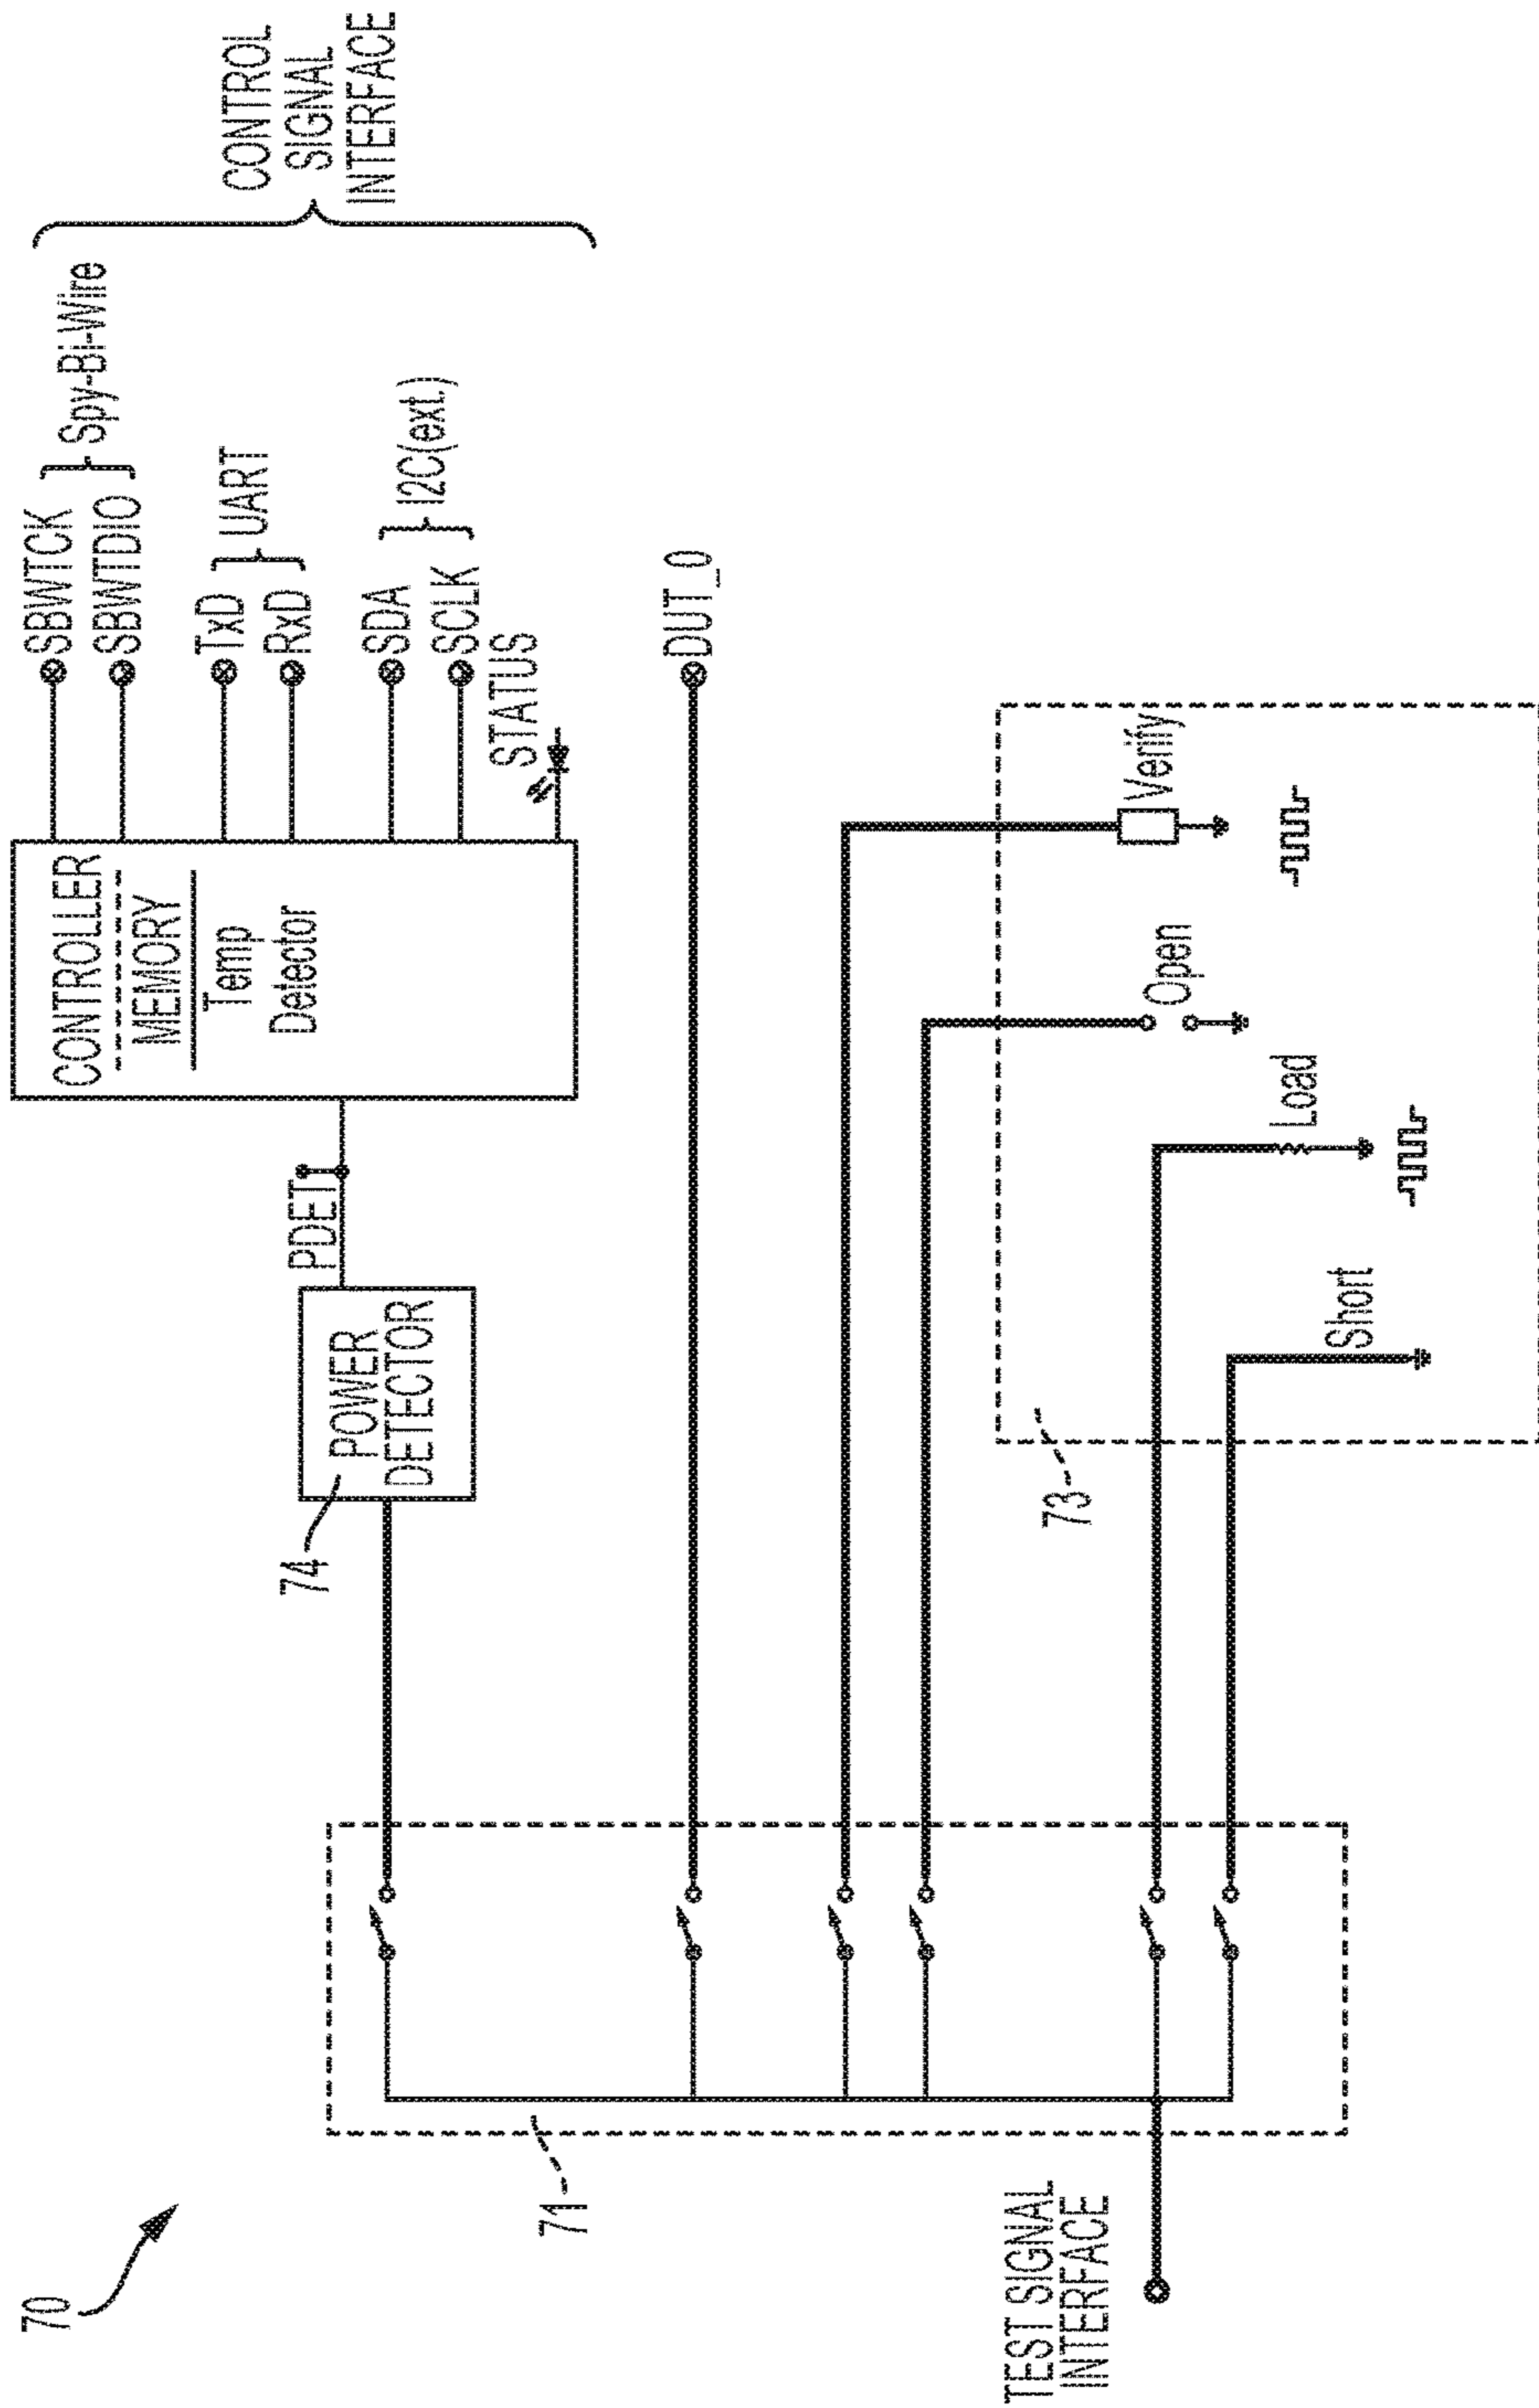 70
TEST SIGNAL
INTERFACE
71
74
POWER
DETECTOR
PDET
CONTROLLER
MEMORY
Temp
Detector
SBWTCK
SBWTDIO
Spy-Bi-Wire
TxD
RxD
UART
SDA
SCLK
I2C(ext.)
STATUS
CONTROL
SIGNAL
INTERFACE
DUT_0
73
Short
Load
Open
Verify